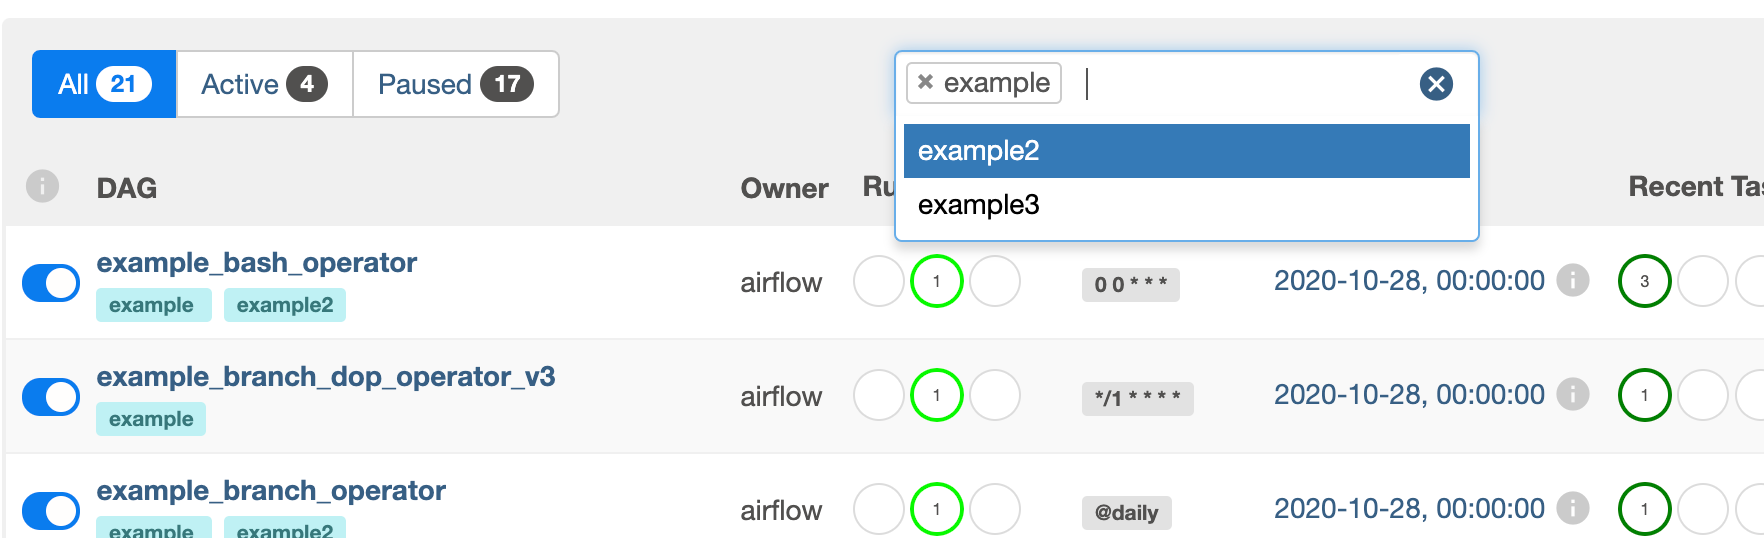 All 21 Active 4 Paused 17
example
example2
example3
DAG Owner Recent
example_bash_operator
example example2
airflow 1 0 0 * * * 2020-10-28, 00:00:00 3
example_branch_dop_operator_v3
example
airflow 1 */1 * * * * 2020-10-28, 00:00:00 1
example_branch_operator
example example2
airflow 1 @daily 2020-10-28, 00:00:00 1